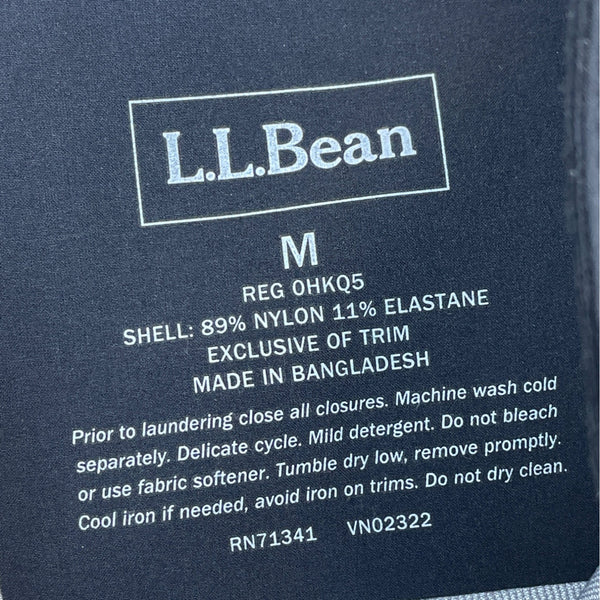 L.L.Bean
M
REG 0HKQ5
SHELL: 89% NYLON 11% ELASTANE
EXCLUSIVE OF TRIM
MADE IN BANGLADESH
Prior to laundering close all closures. Machine wash cold
separately. Delicate cycle. Mild detergent. Do not bleach
or use fabric softener. Tumble dry low, remove promptly.
Cool iron if needed, avoid iron on trims. Do not dry clean.
RN71341 VN02322